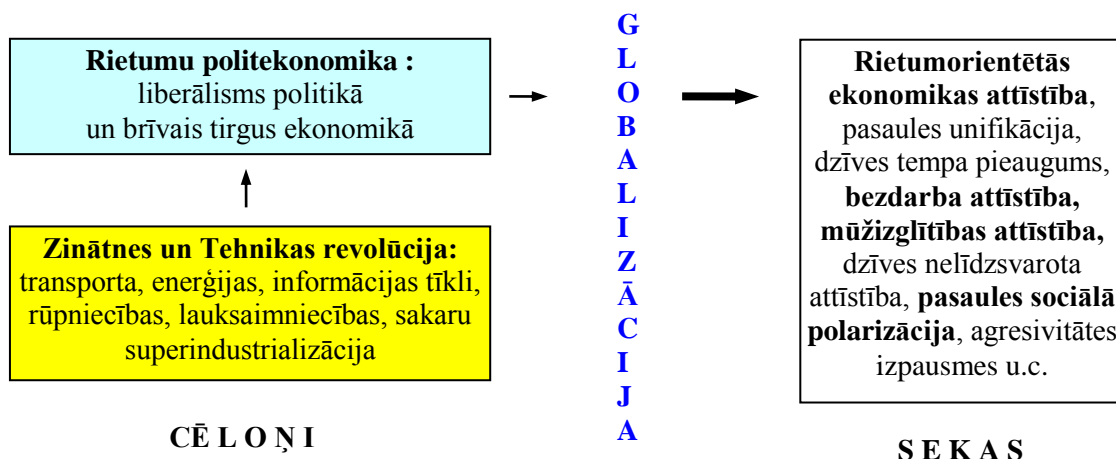 Rietumu politekonomika :
liberālisms politikā
un brīvais tirgus ekonomikā
Zinātnes un Tehnikas revolūcija:
transporta, enerģijas, informācijas tīkli,
rūpniecības, lauksaimniecības, sakaru
superindustrializācija
CĒ L O Ņ I
G
L
O
B
A
L
I
Z
Ā
C
I
J
A
Rietumorientētās
ekonomikas attīstība,
pasaules unifikācija,
dzīves tempa pieaugums,
bezdarba attīstība,
mūžizglītības attīstība,
dzīves nelīdzsvarota
attīstība, pasaules sociālā
polarizācija, agresivitātes
izpausmes u.c.
S E K A S